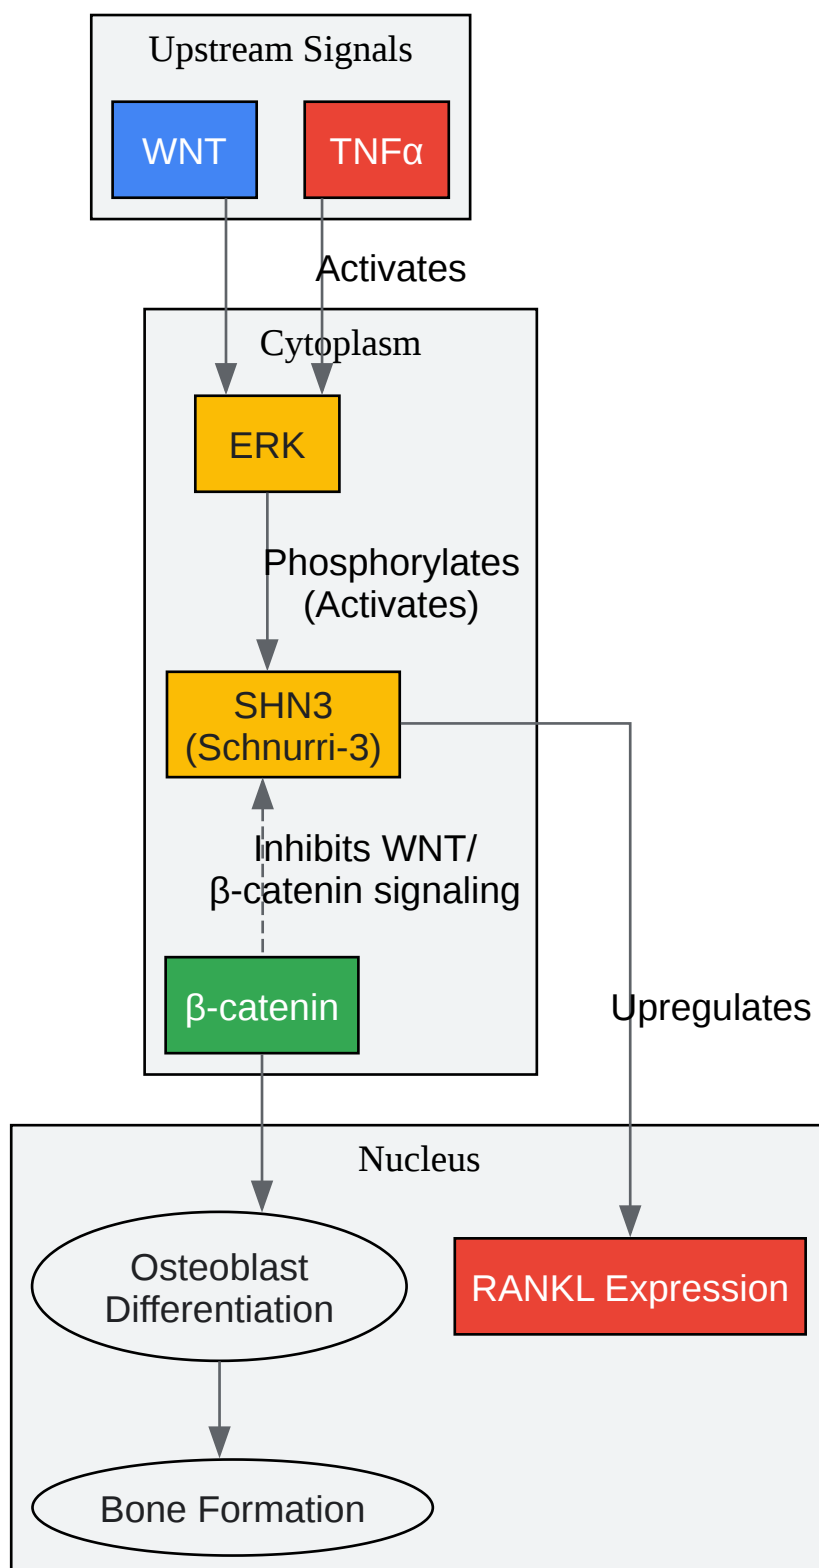 Upstream Signals
WNT
TNFα
Activates
Cytoplasm
ERK
Phosphorylates
(Activates)
SHN3
(Schnurri-3)
Inhibits WNT/
β-catenin signaling
β-catenin
Upregulates
Nucleus
Osteoblast
Differentiation
RANKL Expression
Bone Formation